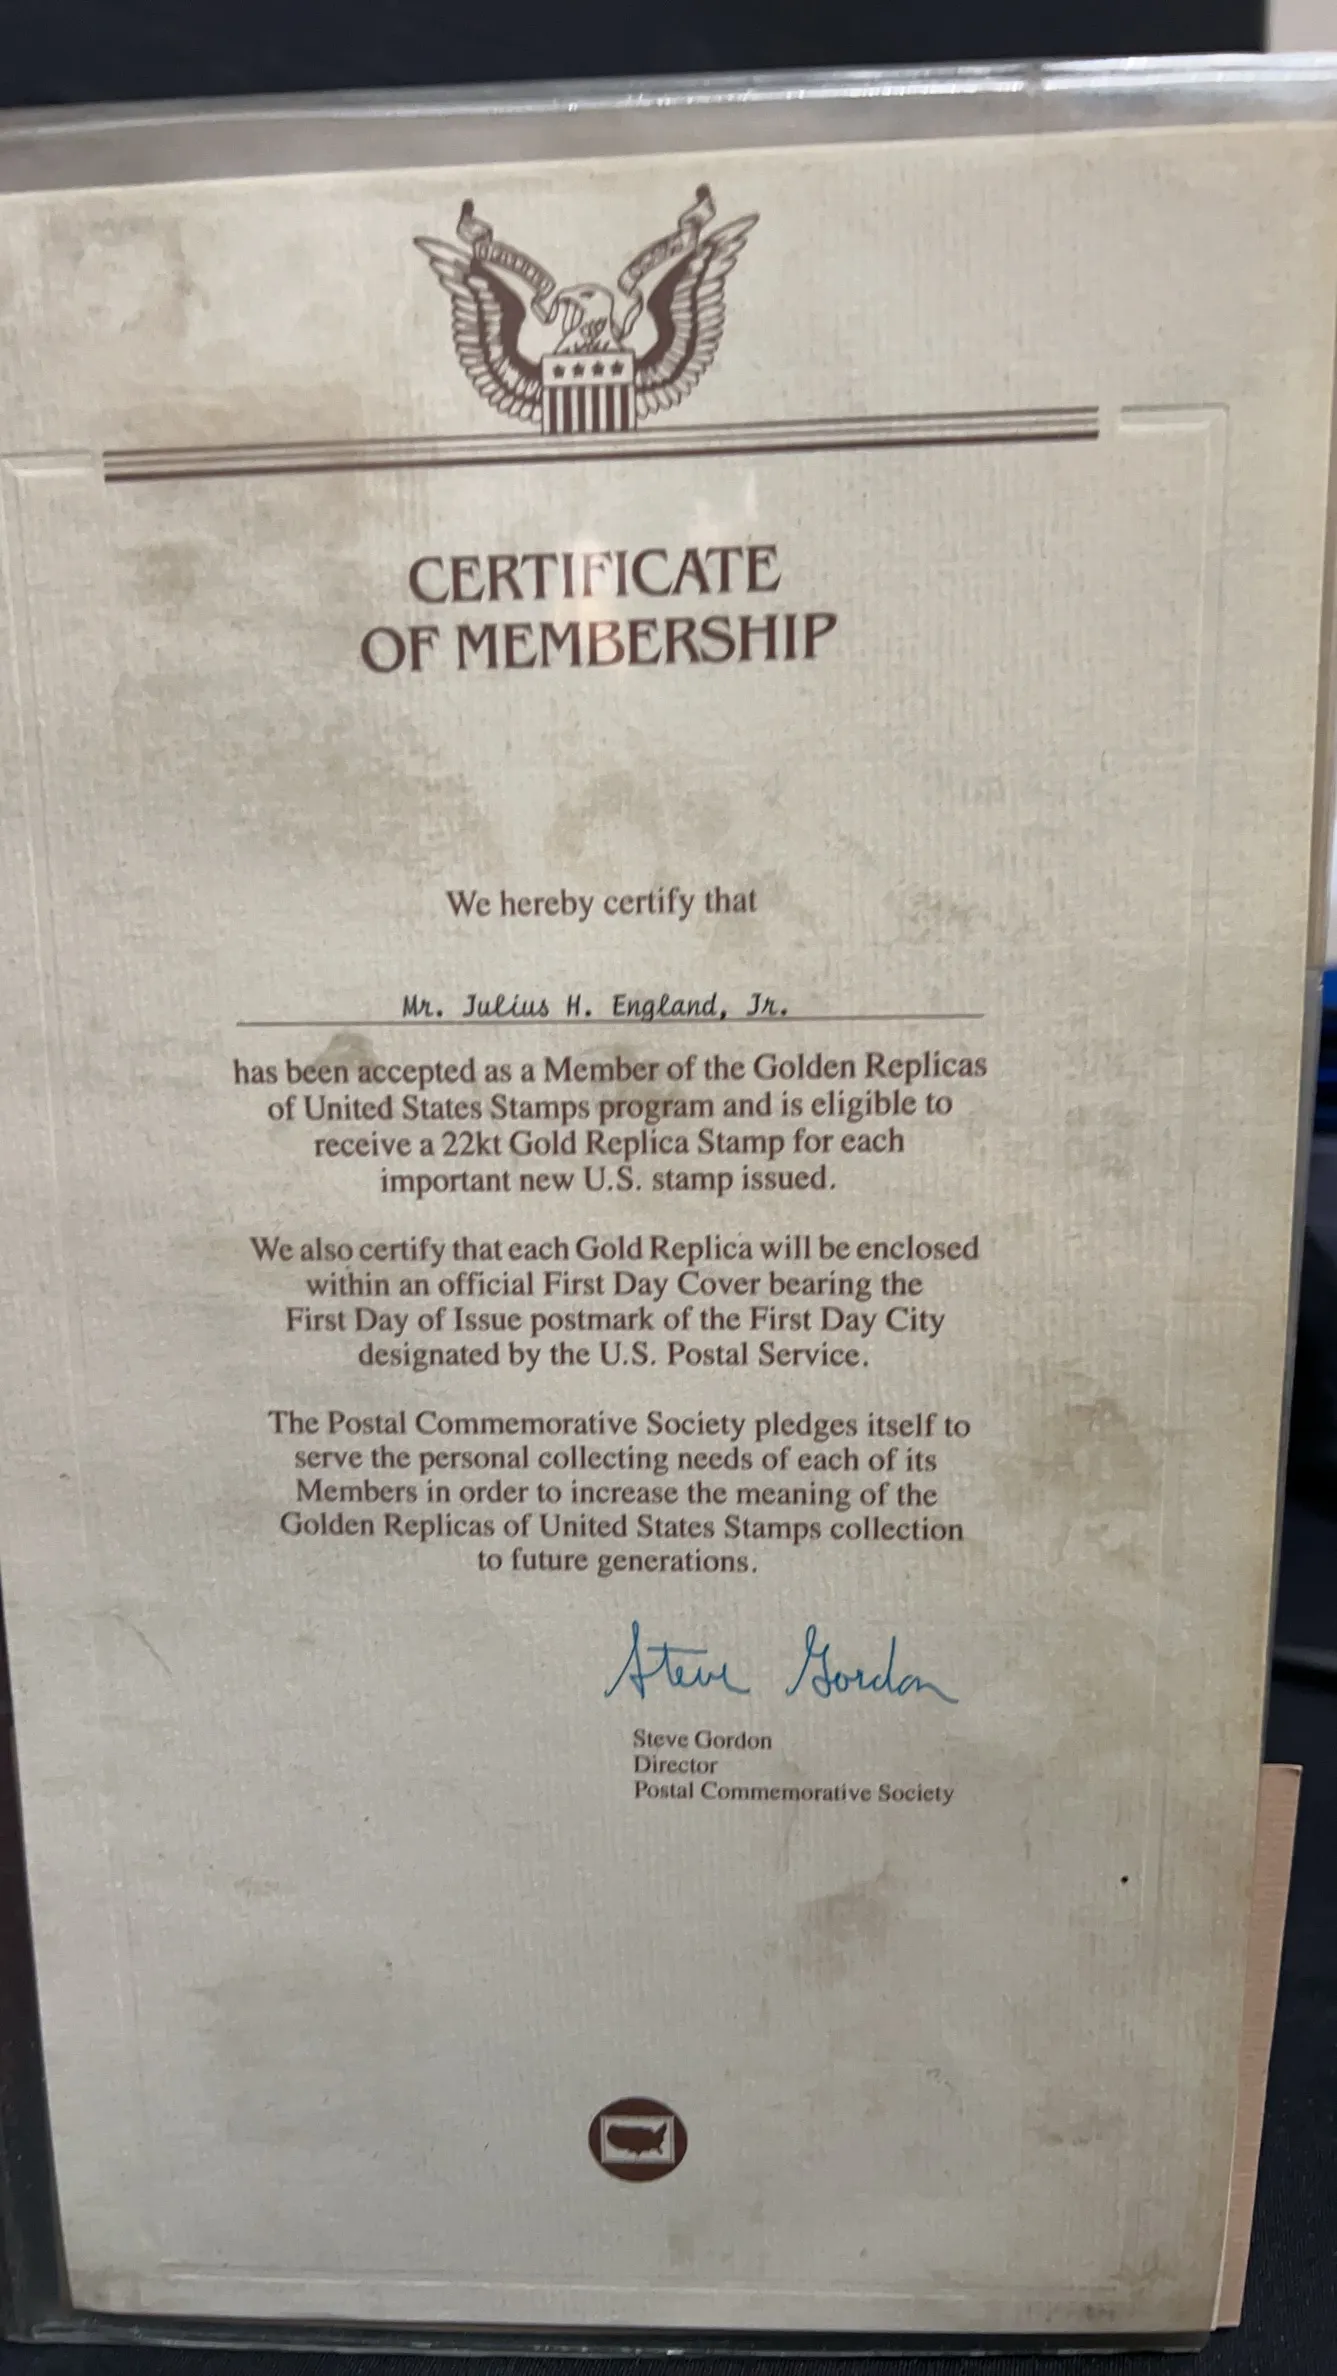 CERTIFICATE
OF MEMBERSHIP
We hereby certify that
Mr. Julius H. England, Jr.
has been accepted as a Member of the Golden Replicas
of United States Stamps program and is eligible to
receive a 22kt Gold Replica Stamp for each
important new U.S. stamp issued.
We also certify that each Gold Replica will be enclosed
within an official First Day Cover bearing the
First Day of Issue postmark of the First Day City
designated by the U.S. Postal Service.
The Postal Commemorative Society pledges itself to
serve the personal collecting needs of each of its
Members in order to increase the meaning of the
Golden Replicas of United States Stamps collection
to future generations.
Steve Gordon
Steve Gordon
Director
Postal Commemorative Society